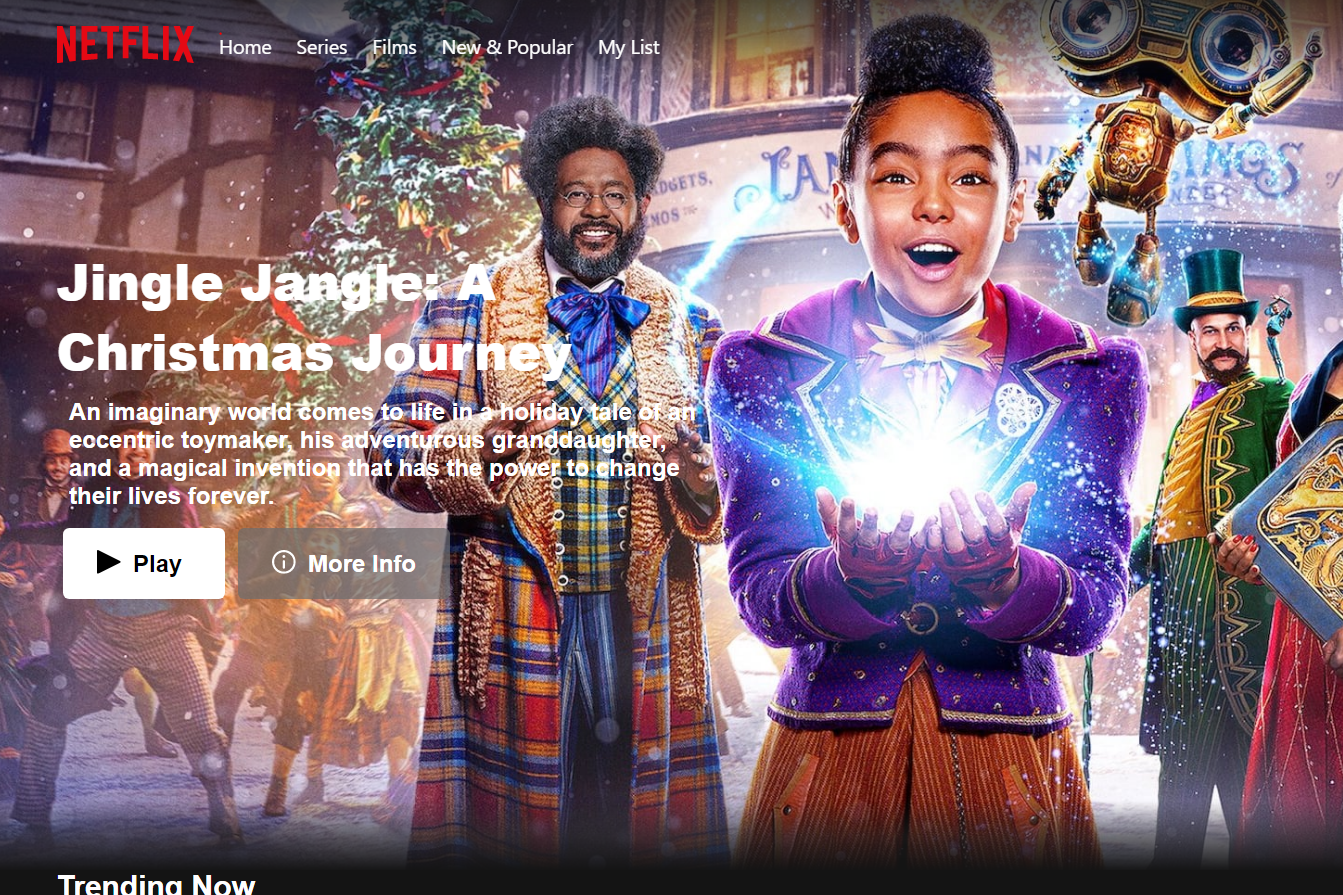 NETFLIX Home Series Films New & Popular My List
Jingle Jangle: A
Christmas Journey
An imaginary world comes to life in a holiday tale of an
eccentric toymaker, his adventurous granddaughter,
and a magical invention that has the power to change
their lives forever.
Play More Info
Trending Now